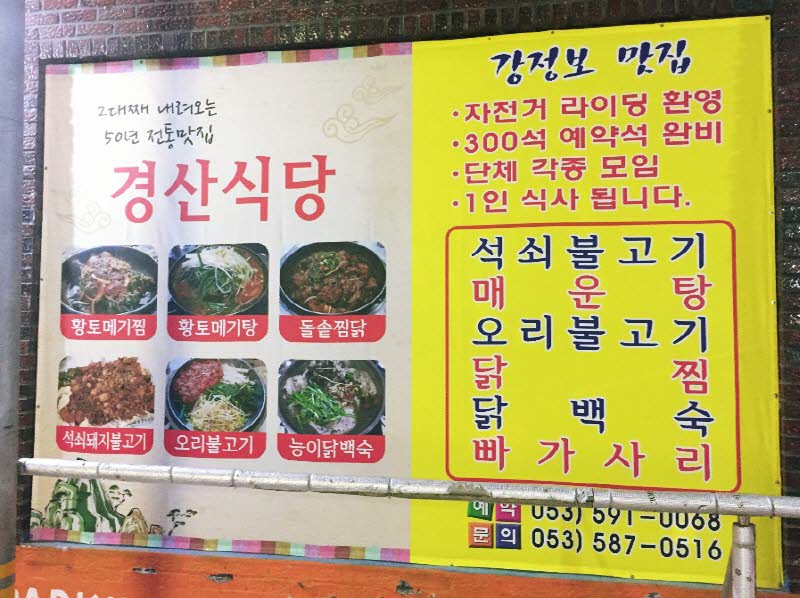 2대째 내려오는
50년 전통맛집
경산식당
황토메기찜
황토메기탕
돌솥찜닭
석쇠돼지불고기
오리불고기
능이닭백숙
강정보 맛집
·자전거 라이딩 환영
·300석 예약석 완비
·단체 각종 모임
·1인 식사 됩니다.
석쇠불고기
매운탕
오리불고기
닭찜
닭백숙
빠가사리
예약 053) 591-0068
문의 053) 587-0516